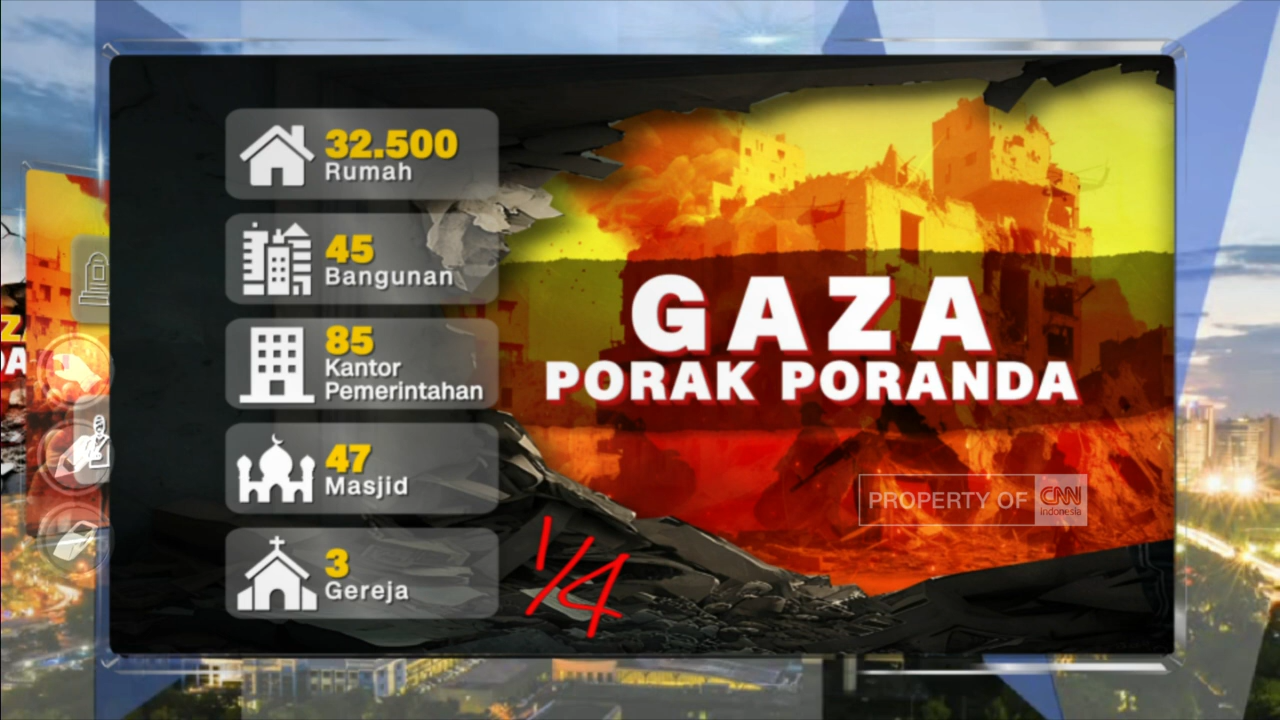 32.500
Rumah
45
Bangunan
85
Kantor
Pemerintahan
47
Masjid
3
Gereja
GAZA
PORAK PORANDA
PROPERTY OF CNN
Indonesia
1/4
Z
DA